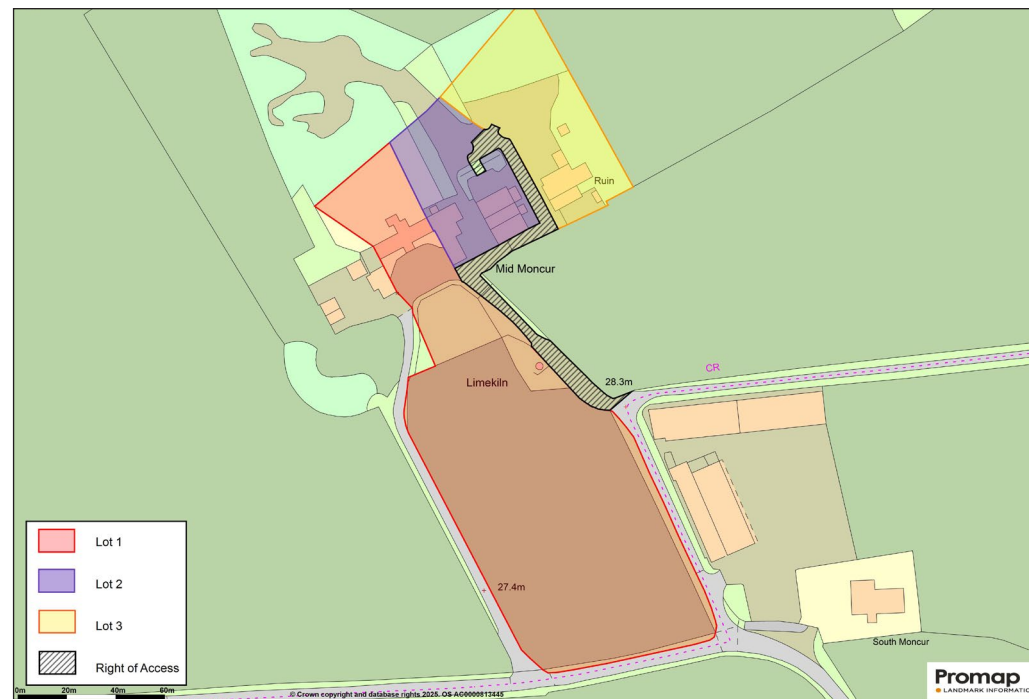 Ruin
Mid Moncur
CR
28.3m
Limekiln
27.4m
South Moncur
Lot 1
Lot 2
Lot 3
Right of Access
0m 20m 40m 60m
© Crown copyright and database rights 2025. OS AC0000813445
Promap
LANDMARK INFORMATIO